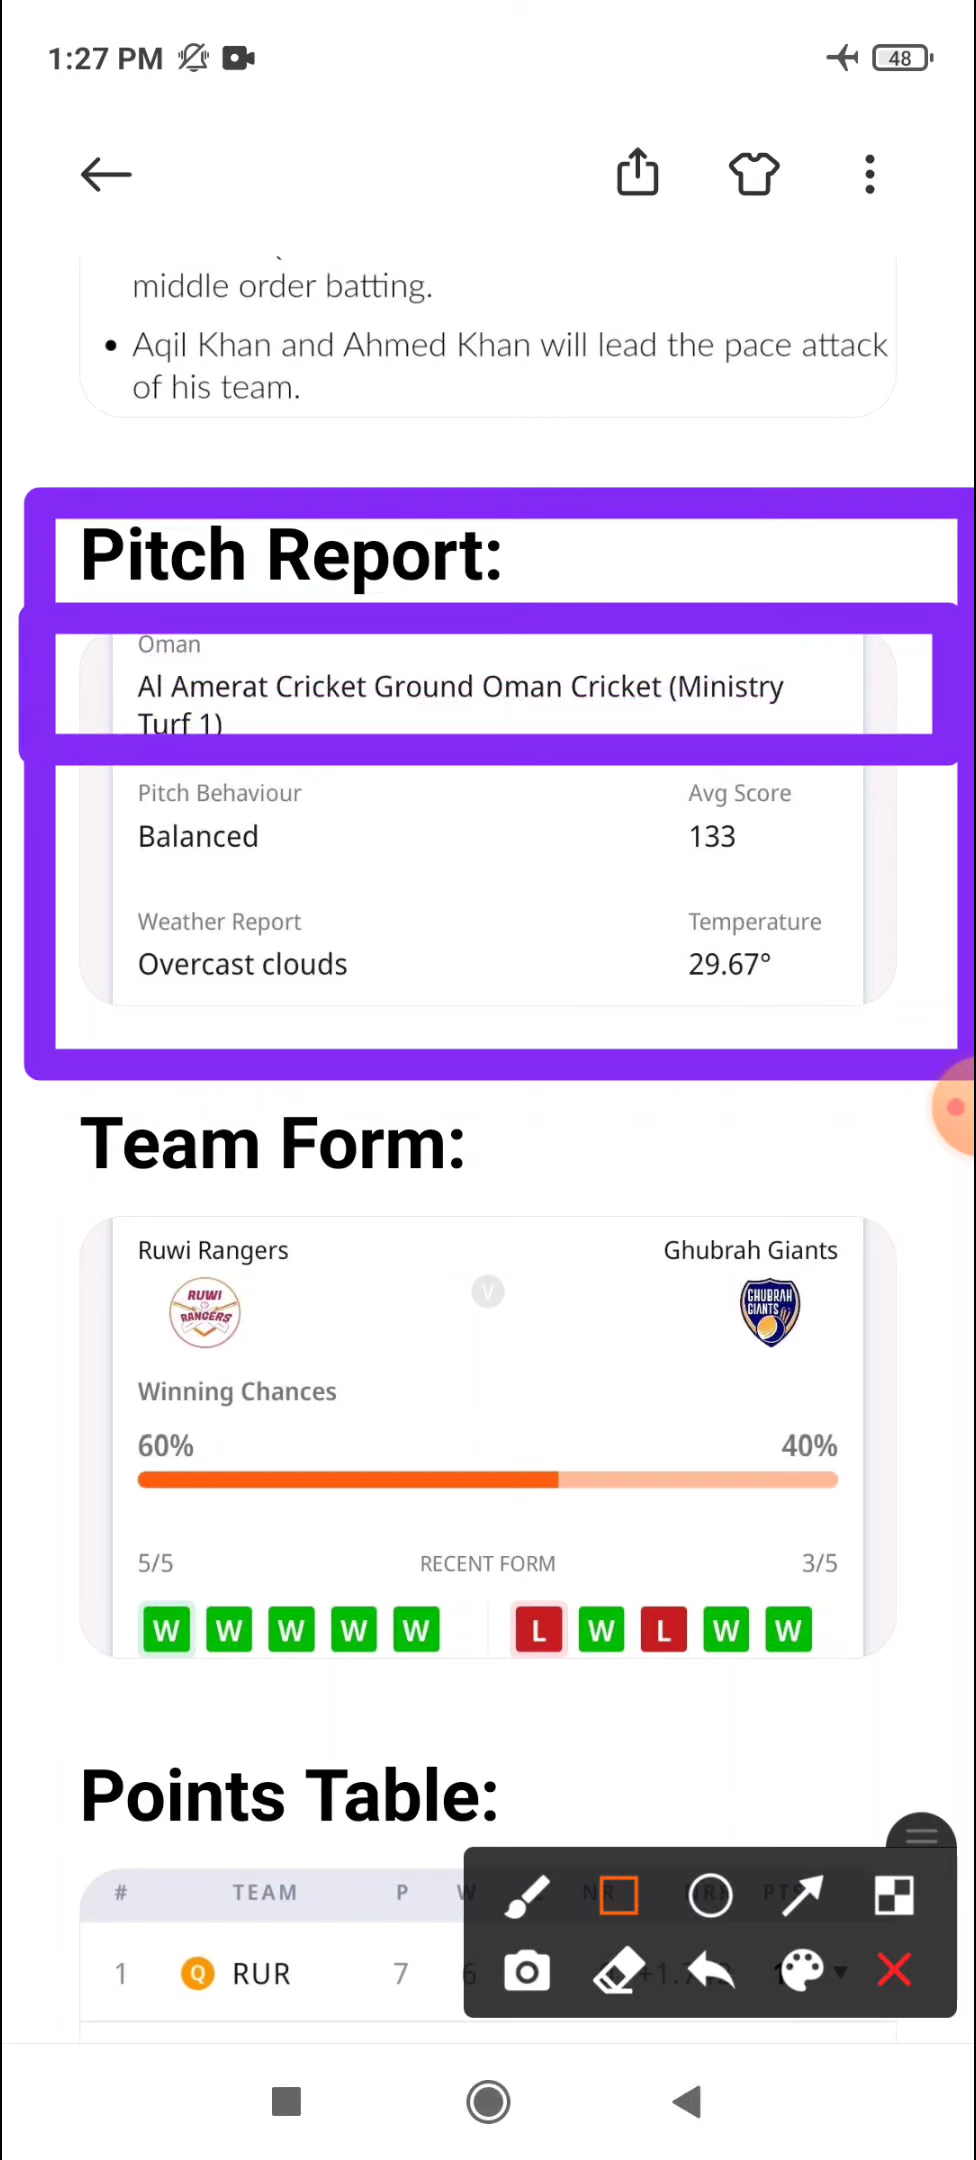 1:27 PM
48
middle order batting.
• Aqil Khan and Ahmed Khan will lead the pace attack
of his team.
Pitch Report:
Oman
Al Amerat Cricket Ground Oman Cricket (Ministry
Turf 1)
Pitch Behaviour Avg Score
Balanced 133
Weather Report Temperature
Overcast clouds 29.67°
Team Form:
Ruwi Rangers V Ghubrah Giants
RUWI
RANGERS
GHUBRAH
GIANTS
Winning Chances
60% 40%
5/5 RECENT FORM 3/5
W W W W W L W L W W
Points Table:
# TEAM P W NR PTS
1 Q RUR 7 6